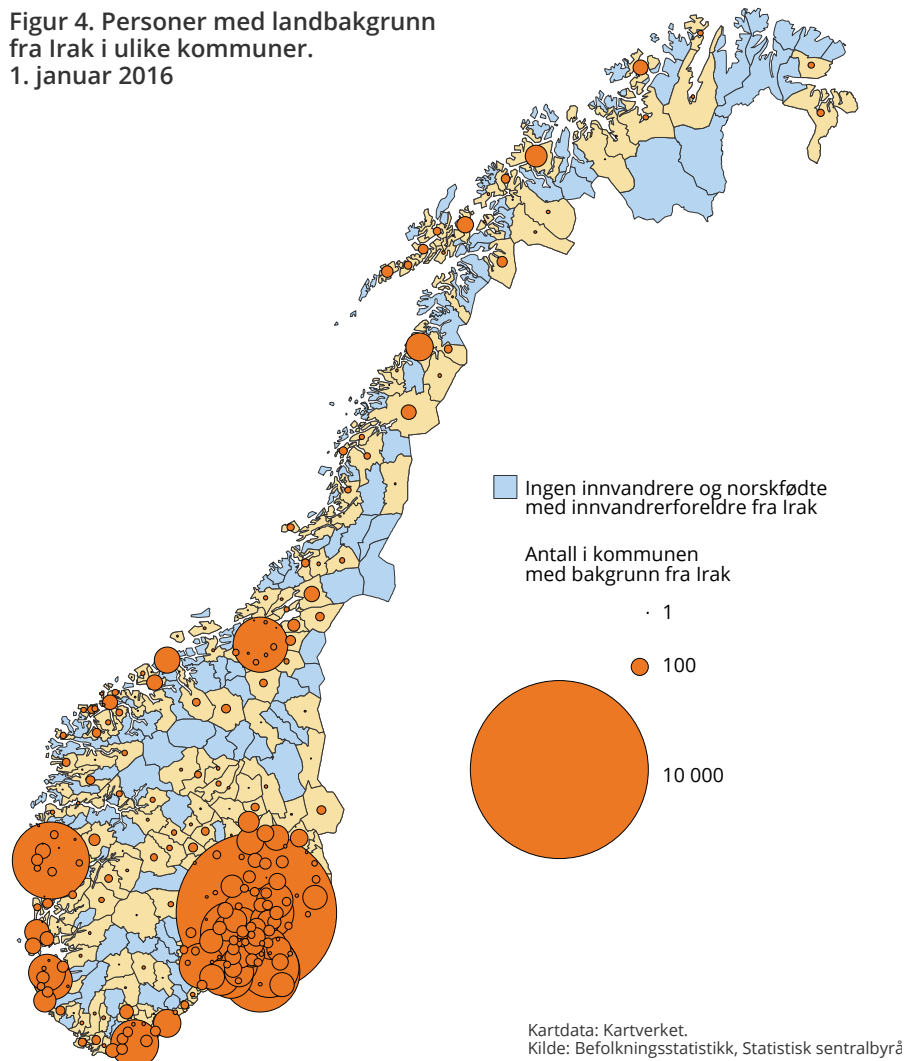 Figur 4. Personer med landbakgrunn
fra Irak i ulike kommuner.
1. januar 2016
Ingen innvandrere og norskfødte
med innvandrerforeldre fra Irak
Antall i kommunen
med bakgrunn fra Irak
1
100
10 000
Kartdata: Kartverket.
Kilde: Befolkningsstatistikk, Statistisk sentralbyrå